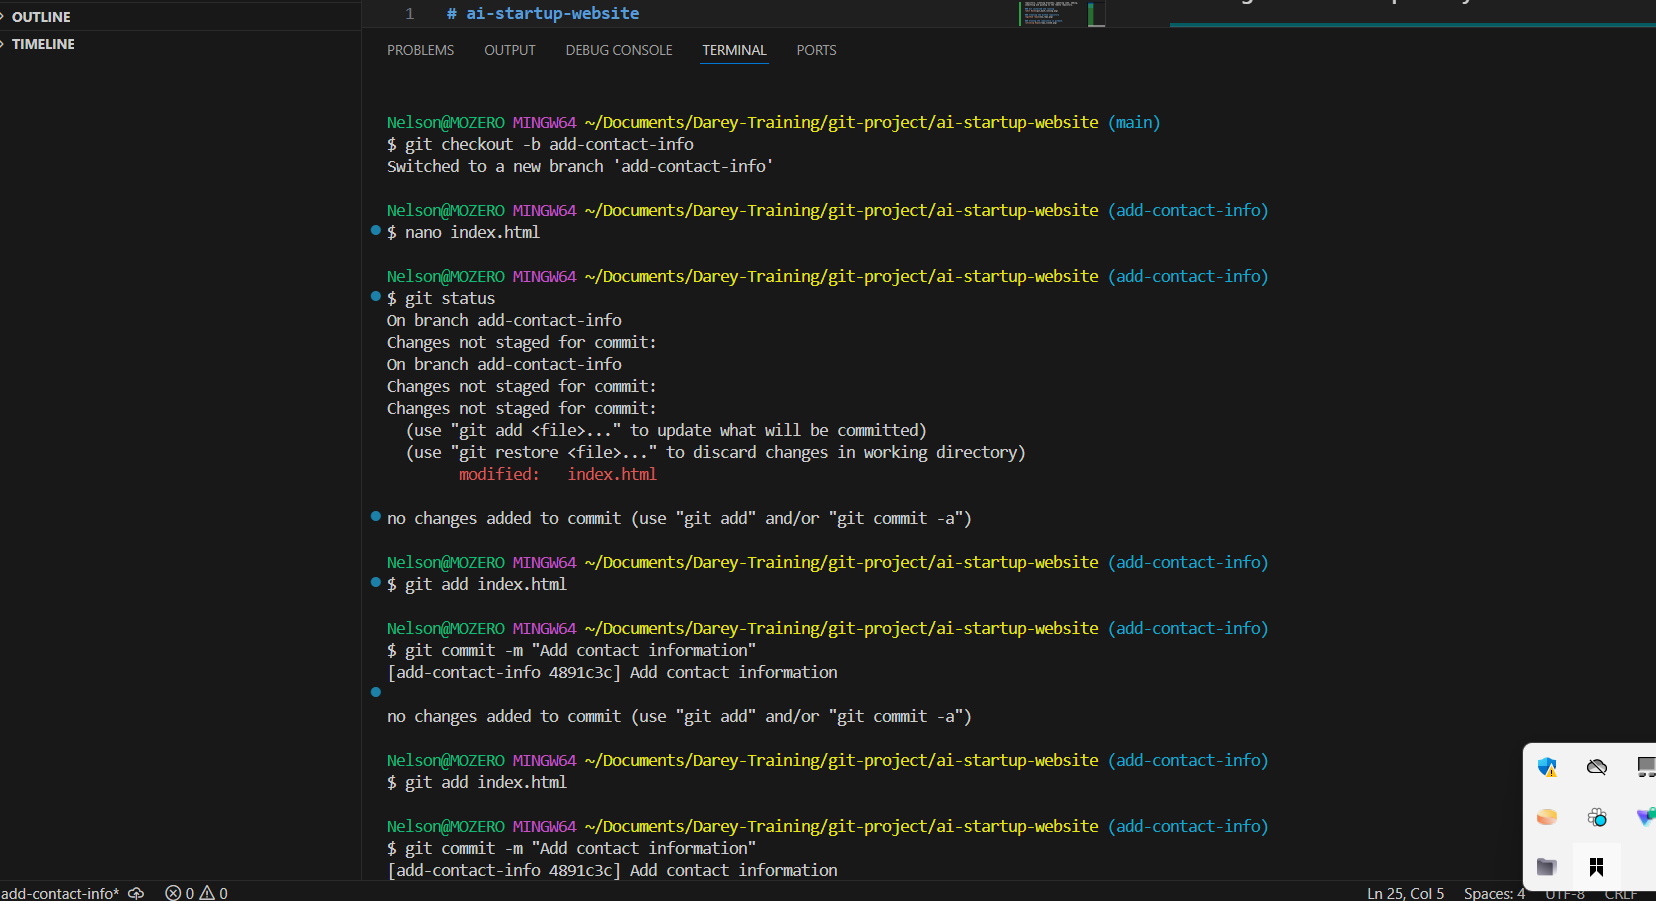 OUTLINE
TIMELINE
1 # ai-startup-website
PROBLEMS OUTPUT DEBUG CONSOLE TERMINAL PORTS
Nelson@MOZERO MINGW64 ~/Documents/Darey-Training/git-project/ai-startup-website (main)
$ git checkout -b add-contact-info
Switched to a new branch 'add-contact-info'
Nelson@MOZERO MINGW64 ~/Documents/Darey-Training/git-project/ai-startup-website (add-contact-info)
$ nano index.html
Nelson@MOZERO MINGW64 ~/Documents/Darey-Training/git-project/ai-startup-website (add-contact-info)
$ git status
On branch add-contact-info
Changes not staged for commit:
On branch add-contact-info
Changes not staged for commit:
Changes not staged for commit:
(use "git add <file>..." to update what will be committed)
(use "git restore <file>..." to discard changes in working directory)
modified: index.html
no changes added to commit (use "git add" and/or "git commit -a")
Nelson@MOZERO MINGW64 ~/Documents/Darey-Training/git-project/ai-startup-website (add-contact-info)
$ git add index.html
Nelson@MOZERO MINGW64 ~/Documents/Darey-Training/git-project/ai-startup-website (add-contact-info)
$ git commit -m "Add contact information"
[add-contact-info 4891c3c] Add contact information
no changes added to commit (use "git add" and/or "git commit -a")
Nelson@MOZERO MINGW64 ~/Documents/Darey-Training/git-project/ai-startup-website (add-contact-info)
$ git add index.html
Nelson@MOZERO MINGW64 ~/Documents/Darey-Training/git-project/ai-startup-website (add-contact-info)
$ git commit -m "Add contact information"
[add-contact-info 4891c3c] Add contact information
add-contact-info* 0 0 Ln 25, Col 5 Spaces: 4 UTF-8 CRLF